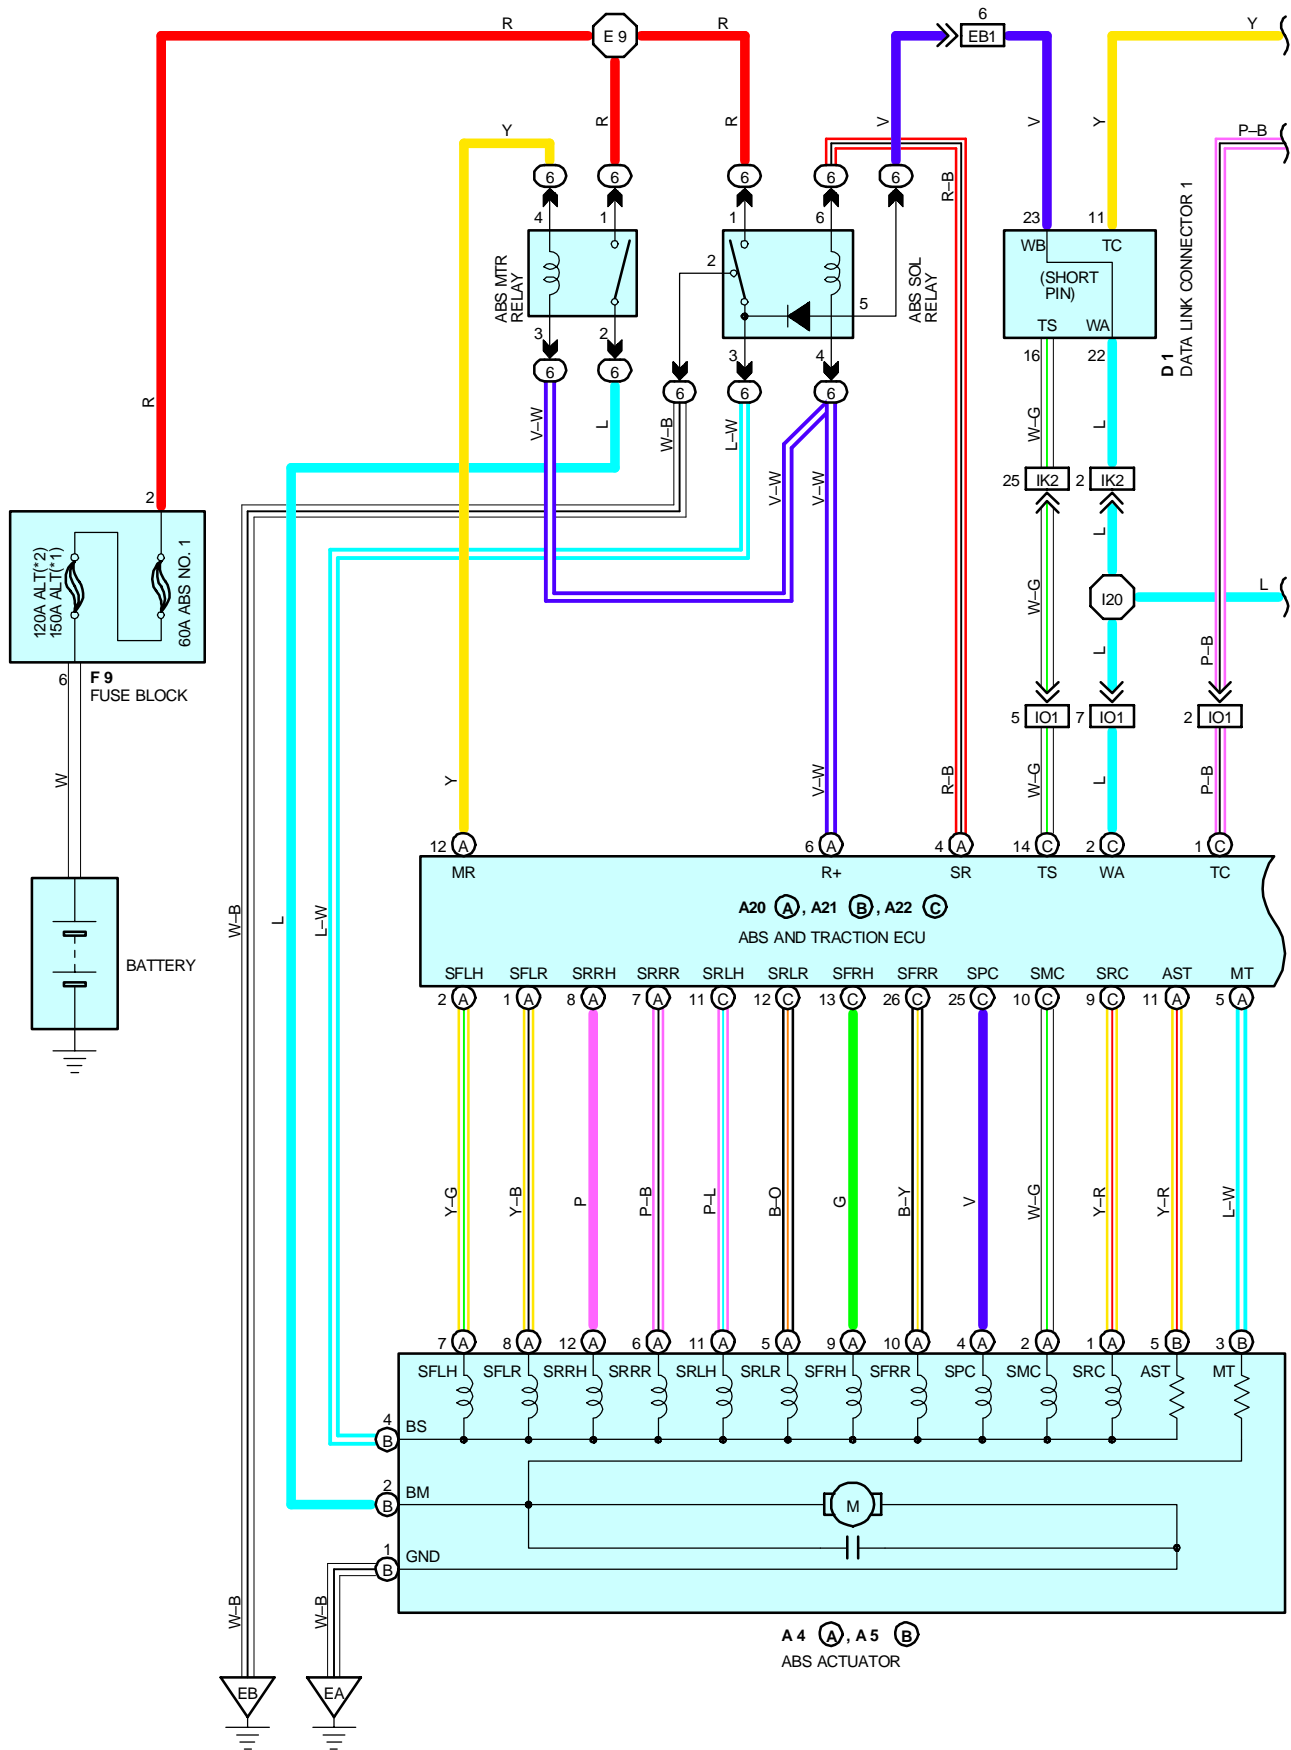 R
E 9
R
6
EB1
Y
Y
R
R
V
V
Y
P–B
6
6
6
6
6
R–B
4
1
1
6
23
11
ABS MTR
RELAY
2
5
ABS SOL
RELAY
WB
TC
(SHORT
PIN)
TS
WA
D 1
DATA LINK CONNECTOR 1
3
2
3
4
16
22
6
6
6
6
6
R
V–W
L
W–B
L–W
V–W
V–W
W–G
L
25
IK2
2
IK2
2
120A ALT(*2)
150A ALT(*1)
60A ABS NO. 1
L
W–G
I20
L
L
P–B
6
F 9
FUSE BLOCK
5
IO1
7
IO1
2
IO1
W
Y
V–W
R–B
W–G
L
P–B
12
A
6
A
4
A
14
C
2
C
1
C
MR
R+
SR
TS
WA
TC
A20 A , A21 B , A22 C
ABS AND TRACTION ECU
BATTERY
W–B
L
L–W
SFLH
SFLR
SRRH
SRRR
SRLH
SRLR
SFRH
SFRR
SPC
SMC
SRC
AST
MT
2
A
1
A
8
A
7
A
11
C
12
C
13
C
26
C
25
C
10
C
9
C
11
A
5
A
Y–G
Y–B
P
P–B
P–L
B–O
G
B–Y
V
W–G
Y–R
Y–R
L–W
7
A
8
A
12
A
6
A
11
A
5
A
9
A
10
A
4
A
2
A
1
A
5
B
3
B
SFLH
SFLR
SRRH
SRRR
SRLH
SRLR
SFRH
SFRR
SPC
SMC
SRC
AST
MT
4
B
BS
2
B
BM
M
1
B
GND
W–B
W–B
A 4 A , A 5 B
ABS ACTUATOR
EB
EA